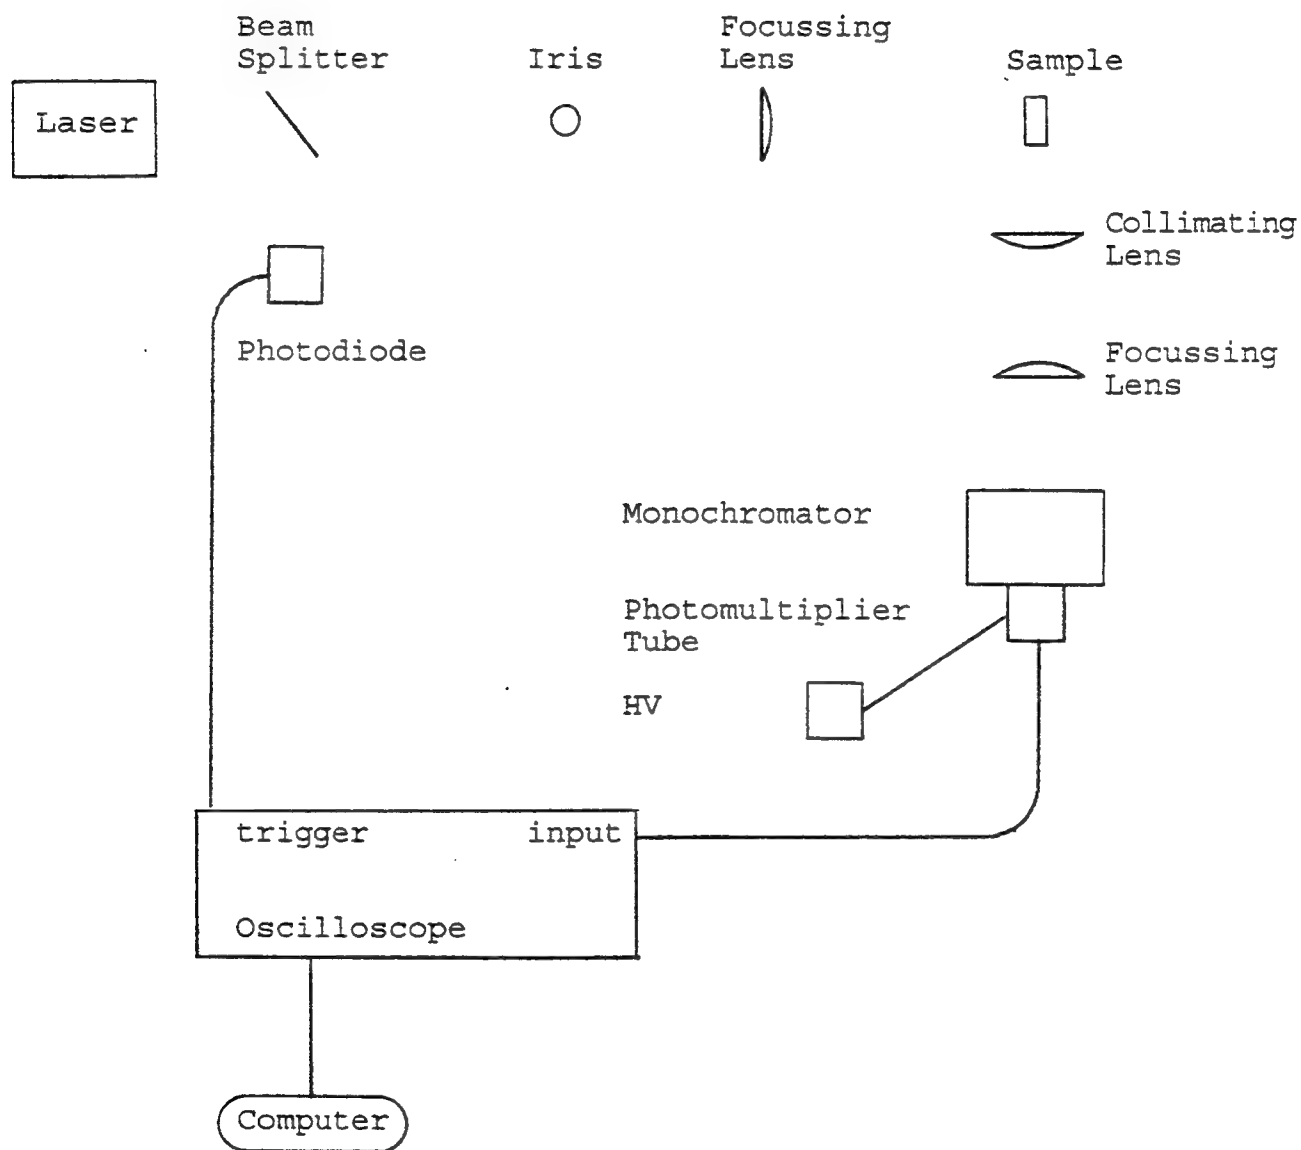 Beam
Splitter
Iris
Focussing
Lens
Sample
Laser
Collimating
Lens
Photodiode
Focussing
Lens
Monochromator
Photomultiplier
Tube
HV
trigger
input
Oscilloscope
Computer